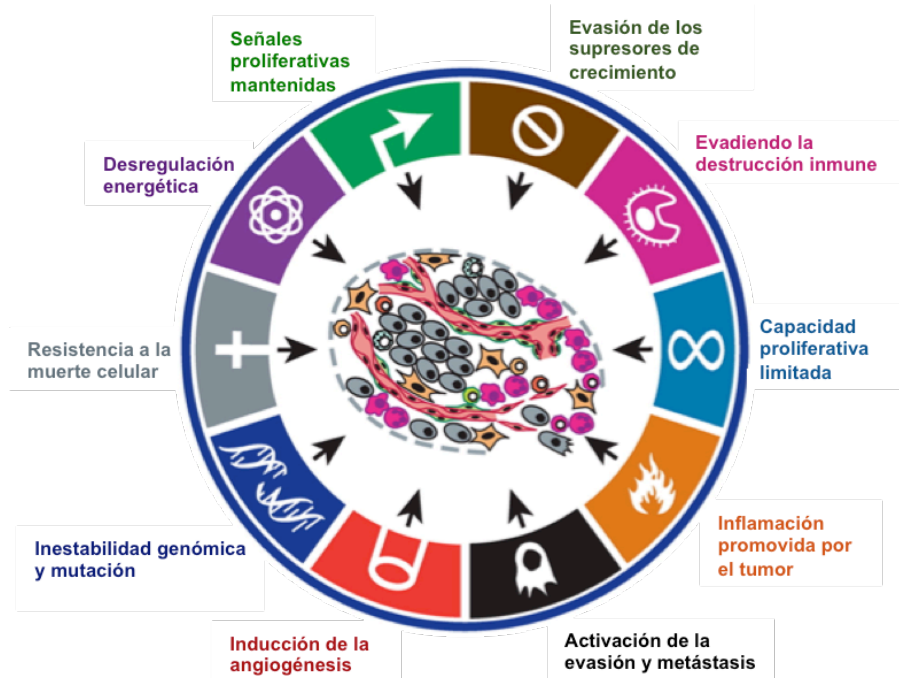 Señales
proliferativas
mantenidas
Evasión de los
supresores de
crecimiento
Desregulación
energética
Evadiendo la
destrucción inmune
Resistencia a la
muerte celular
Capacidad
proliferativa
limitada
Inestabilidad genómica
y mutación
Inflamación
promovida por
el tumor
Inducción de la
angiogénesis
Activación de la
evasión y metástasis